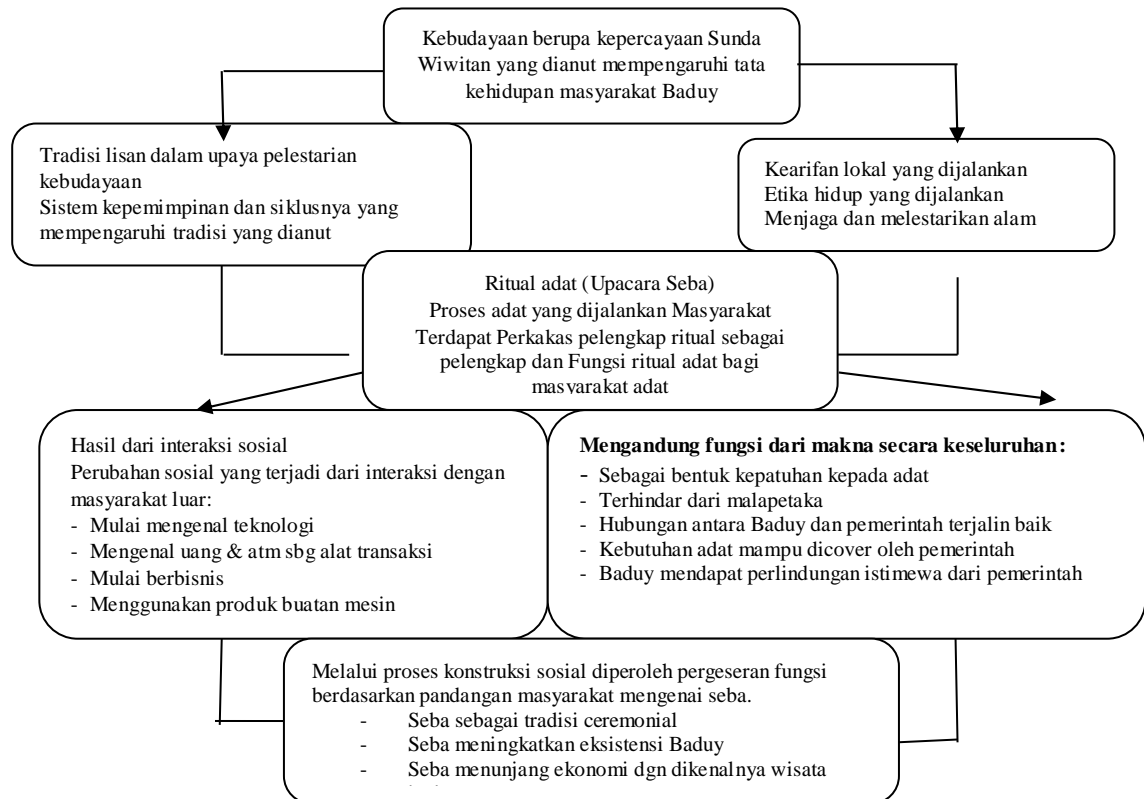 Kebudayaan berupa kepercayaan Sunda
Wiwitan yang dianut mempengaruhi tata
kehidupan masyarakat Baduy
Tradisi lisan dalam upaya pelestarian
kebudayaan
Sistem kepemimpinan dan siklusnya yang
mempengaruhi tradisi yang dianut
Kearifan lokal yang dijalankan
Etika hidup yang dijalankan
Menjaga dan melestarikan alam
Ritual adat (Upacara Seba)
Proses adat yang dijalankan Masyarakat
Terdapat Perkakas pelengkap ritual sebagai
pelengkap dan Fungsi ritual adat bagi
masyarakat adat
Hasil dari interaksi sosial
Perubahan sosial yang terjadi dari interaksi dengan
masyarakat luar:
- Mulai mengenal teknologi
- Mengenal uang & atm sbg alat transaksi
- Mulai berbisnis
- Menggunakan produk buatan mesin
Mengandung fungsi dari makna secara keseluruhan:
- Sebagai bentuk kepatuhan kepada adat
- Terhindar dari malapetaka
- Hubungan antara Baduy dan pemerintah terjalin baik
- Kebutuhan adat mampu dicover oleh pemerintah
- Baduy mendapat perlindungan istimewa dari pemerintah
Melalui proses konstruksi sosial diperoleh pergeseran fungsi
berdasarkan pandangan masyarakat mengenai seba.
- Seba sebagai tradisi ceremonial
- Seba meningkatkan eksistensi Baduy
- Seba menunjang ekonomi dgn dikenalnya wisata